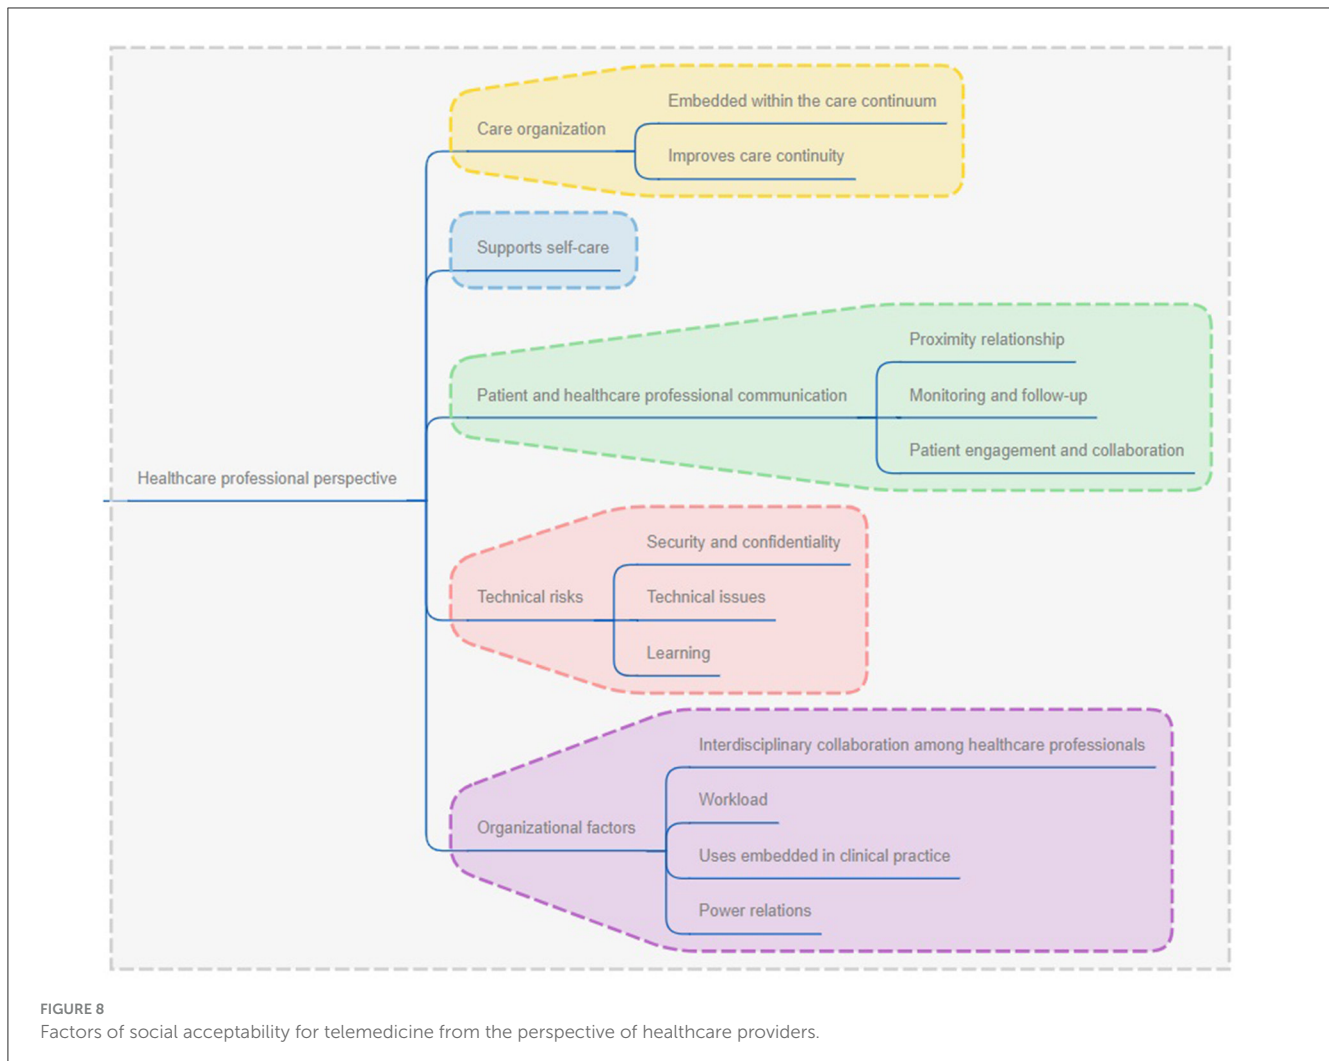 Embedded within the care continuum
Care organization
Improves care continuity
Supports self-care
Proximity relationship
Patient and healthcare professional communication
Monitoring and follow-up
Patient engagement and collaboration
Healthcare professional perspective
Security and confidentiality
Technical risks
Technical issues
Learning
Interdisciplinary collaboration among healthcare professionals
Workload
Organizational factors
Uses embedded in clinical practice
Power relations
FIGURE 8
Factors of social acceptability for telemedicine from the perspective of healthcare providers.